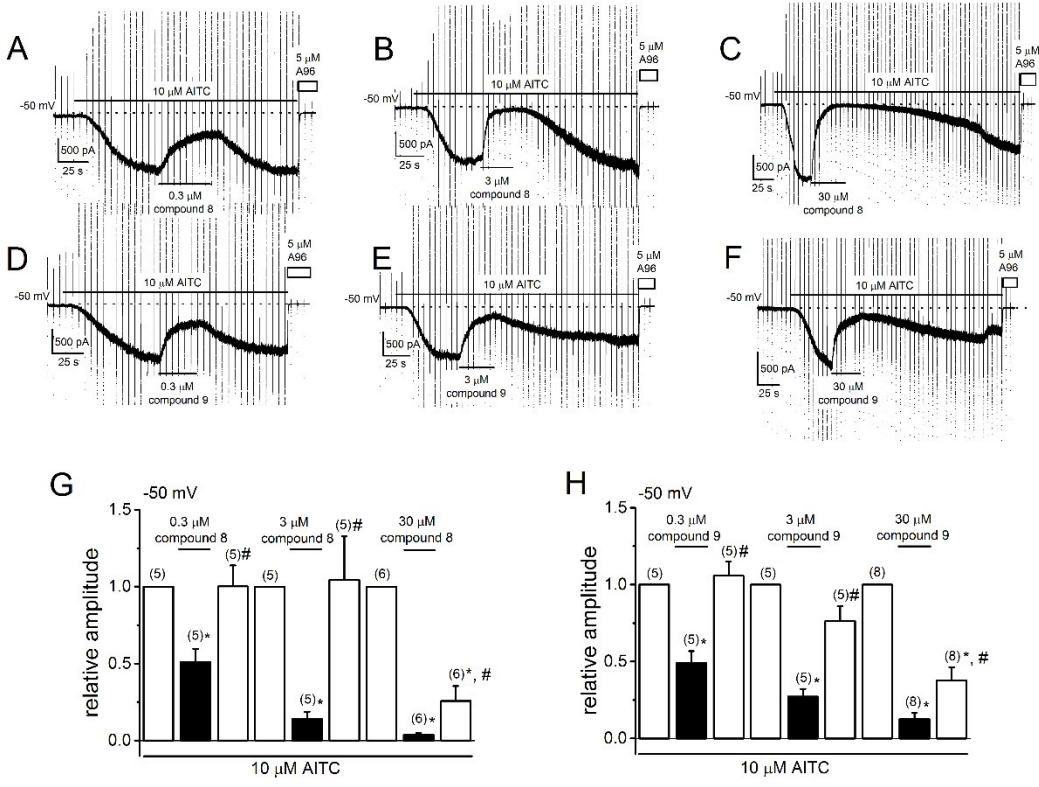 A
5 µM
A96
10 µM AITC
-50 mV
500 pA
25 s
0.3 µM
compound 8
B
5 µM
A96
10 µM AITC
-50 mV
500 pA
25 s
3 µM
compound 8
C
5 µM
A96
10 µM AITC
-50 mV
500 pA
25 s
30 µM
compound 8
D
5 µM
A96
10 µM AITC
-50 mV
500 pA
25 s
0.3 µM
compound 9
E
5 µM
A96
10 µM AITC
-50 mV
500 pA
25 s
3 µM
compound 9
F
5 µM
A96
10 µM AITC
-50 mV
500 pA
25 s
30 µM
compound 9
G
-50 mV
relative amplitude
1.5
1.0
0.5
0.0
0.3 µM
compound 8
3 µM
compound 8
30 µM
compound 8
(5)
(5)*
(5)#
(5)
(5)*
(5)#
(6)
(6)*
(6)*, #
10 µM AITC
H
-50 mV
relative amplitude
1.5
1.0
0.5
0.0
0.3 µM
compound 9
3 µM
compound 9
30 µM
compound 9
(5)
(5)*
(5)#
(5)
(5)*
(5)#
(8)
(8)*
(8)*, #
10 µM AITC